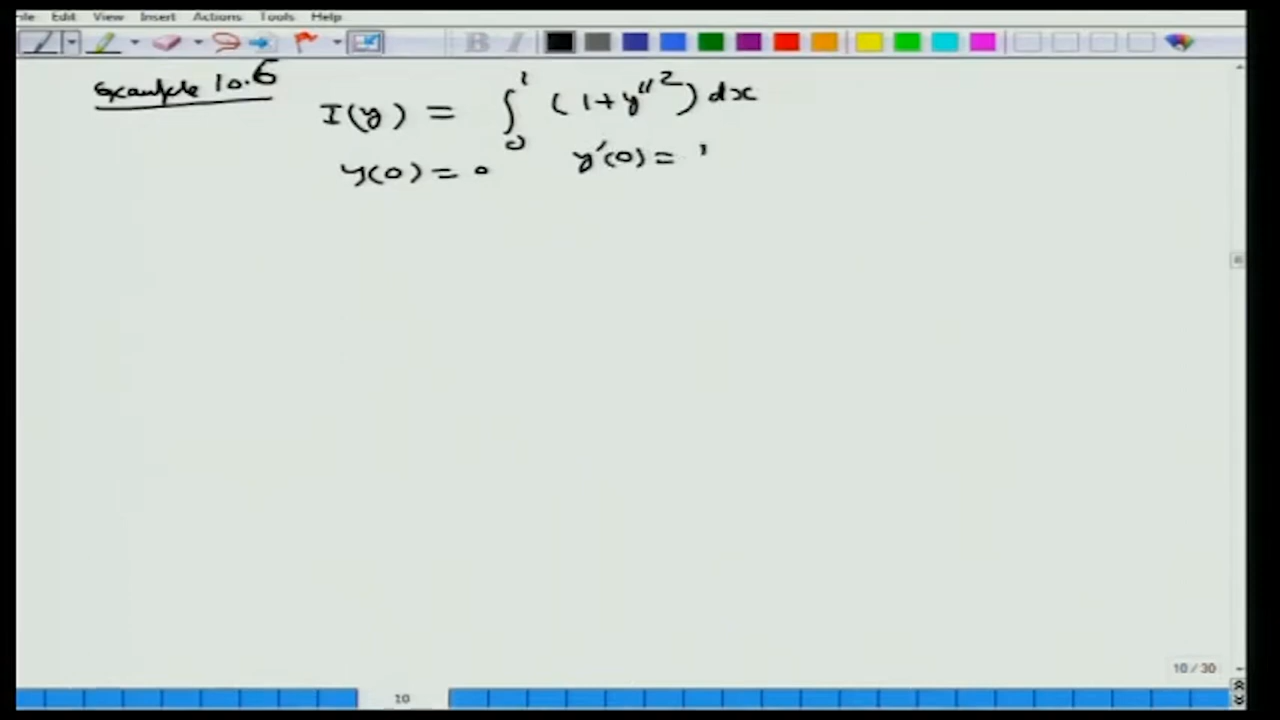 File Edit View Insert Actions Tools Help
B I
Example 10.6
I(y) = ∫₀¹ (1+y''²) dx
y(0) = 0 y'(0) = 1
10 / 30
10